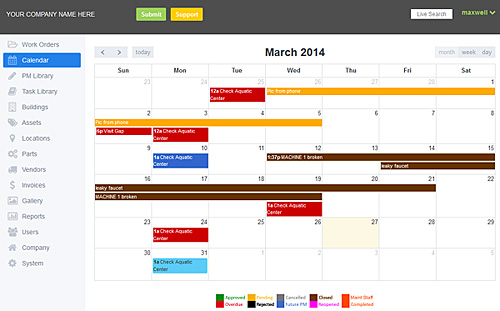 YOUR COMPANY NAME HERE
Submit
Support
Live Search
maxwell
Work Orders
Calendar
PM Library
Task Library
Buildings
Assets
Locations
Parts
Vendors
Invoices
Gallery
Reports
Users
Company
System
today
March 2014
month week day
Sun Mon Tue Wed Thu Fri Sat
23 24 25 26 27 28 1
12a Check Aquatic
Center
Pic from phone
2 3 4 5 6 7 8
Pic from phone
6p Visit Gap
12a Check Aquatic
Center
9 10 11 12 13 14 15
1a Check Aquatic
Center
1:37p MACHINE 1 broken
leaky faucet
16 17 18 19 20 21 22
leaky faucet
MACHINE 1 broken
1a Check Aquatic
Center
23 24 25 26 27 28 29
1a Check Aquatic
Center
30 31 1 2 3 4 5
1a Check Aquatic
Center
Approved Pending Cancelled Closed Maint Staff
Overdue Rejected Future PM Reopened Completed